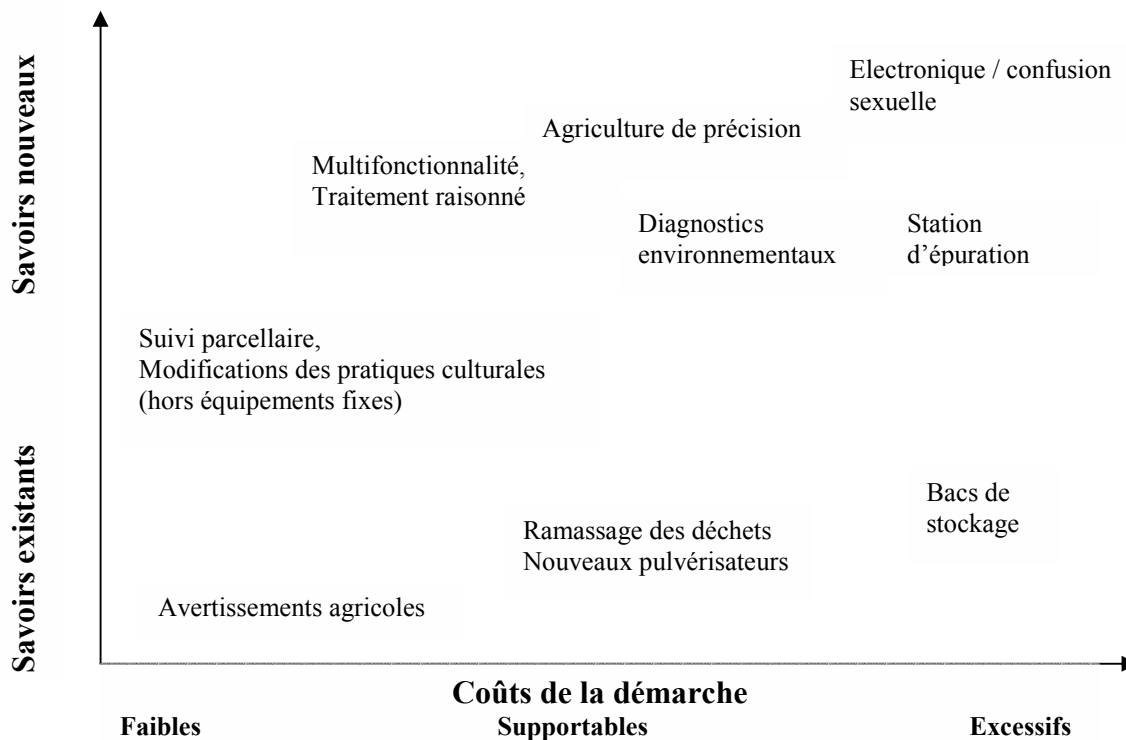 Electronique / confusion
sexuelle
Agriculture de précision
Multifonctionnalité,
Traitement raisonné
Savoirs nouveaux
Diagnostics
environnementaux
Station
d’épuration
Suivi parcellaire,
Modifications des pratiques culturales
(hors équipements fixes)
Savoirs existants
Bacs de
stockage
Ramassage des déchets
Nouveaux pulvérisateurs
Avertissements agricoles
Coûts de la démarche
Faibles
Supportables
Excessifs